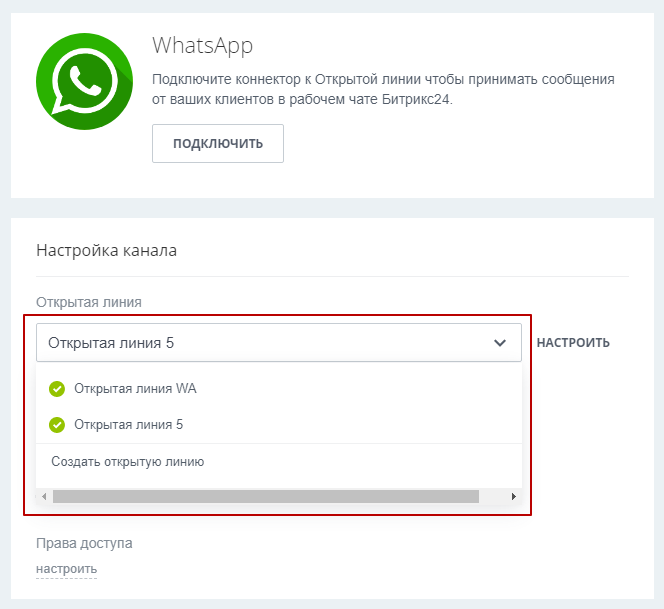 WhatsApp
Подключите коннектор к Открытой линии чтобы принимать сообщения
от ваших клиентов в рабочем чате Битрикс24.
ПОДКЛЮЧИТЬ
Настройка канала
Открытая линия
Открытая линия 5
НАСТРОИТЬ
Открытая линия WA
Открытая линия 5
Создать открытую линию
Права доступа
настроить